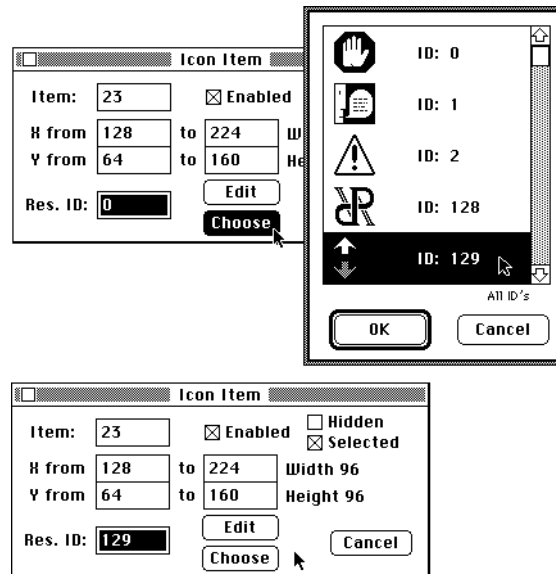 Icon Item
Item: 23 Enabled
X from 128 to 224 W
Y from 64 to 160 He
Res. ID: 0 Edit
Choose
ID: 0
ID: 1
ID: 2
ID: 128
ID: 129
All ID's
OK Cancel
Icon Item
Item: 23 Enabled Hidden
Selected
X from 128 to 224 Width 96
Y from 64 to 160 Height 96
Res. ID: 129 Edit Cancel
Choose